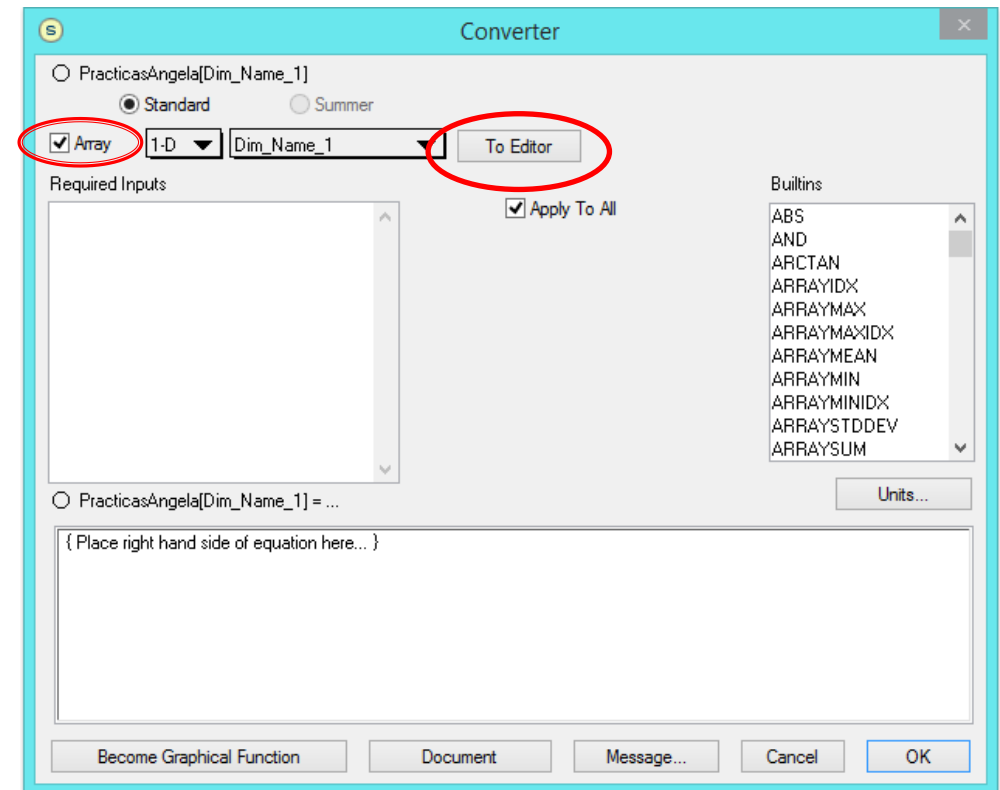 S
Converter
PracticasAngela[Dim_Name_1]
Standard Summer
Array 1-D Dim_Name_1 To Editor
Required Inputs
Apply To All
Builtins
ABS
AND
ARCTAN
ARRAYIDX
ARRAYMAX
ARRAYMAXIDX
ARRAYMEAN
ARRAYMIN
ARRAYMINIDX
ARRAYSTDDEV
ARRAYSUM
Units...
PracticasAngela[Dim_Name_1] = ...
{ Place right hand side of equation here... }
Become Graphical Function Document Message... Cancel OK